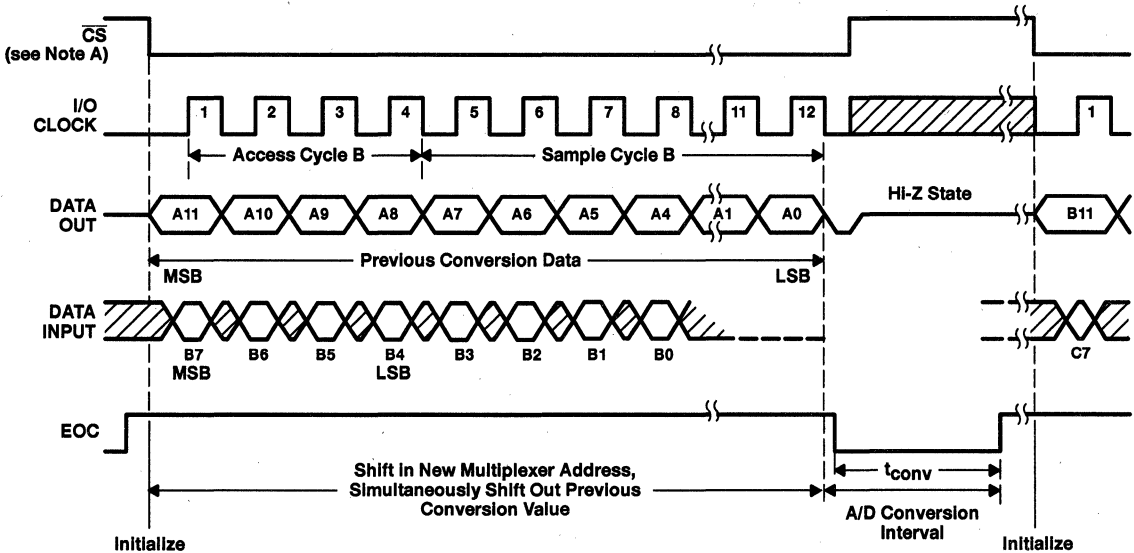 CS
(see Note A)
I/O
CLOCK
1 2 3 4 5 6 7 8 11 12 1
Access Cycle B
Sample Cycle B
DATA
OUT
A11 A10 A9 A8 A7 A6 A5 A4 A1 A0
Hi-Z State
B11
Previous Conversion Data
MSB
LSB
DATA
INPUT
B7 B6 B5 B4 B3 B2 B1 B0 C7
MSB LSB
EOC
Shift in New Multiplexer Address,
Simultaneously Shift Out Previous
Conversion Value
tconv
A/D Conversion
Interval
Initialize
Initialize